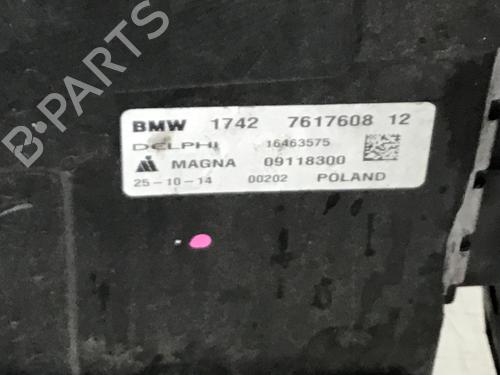 B-PARTS
BMW 1742 7617608 12
DELPHI 16463575
MAGNA 09118300
25-10-14 00202 POLAND